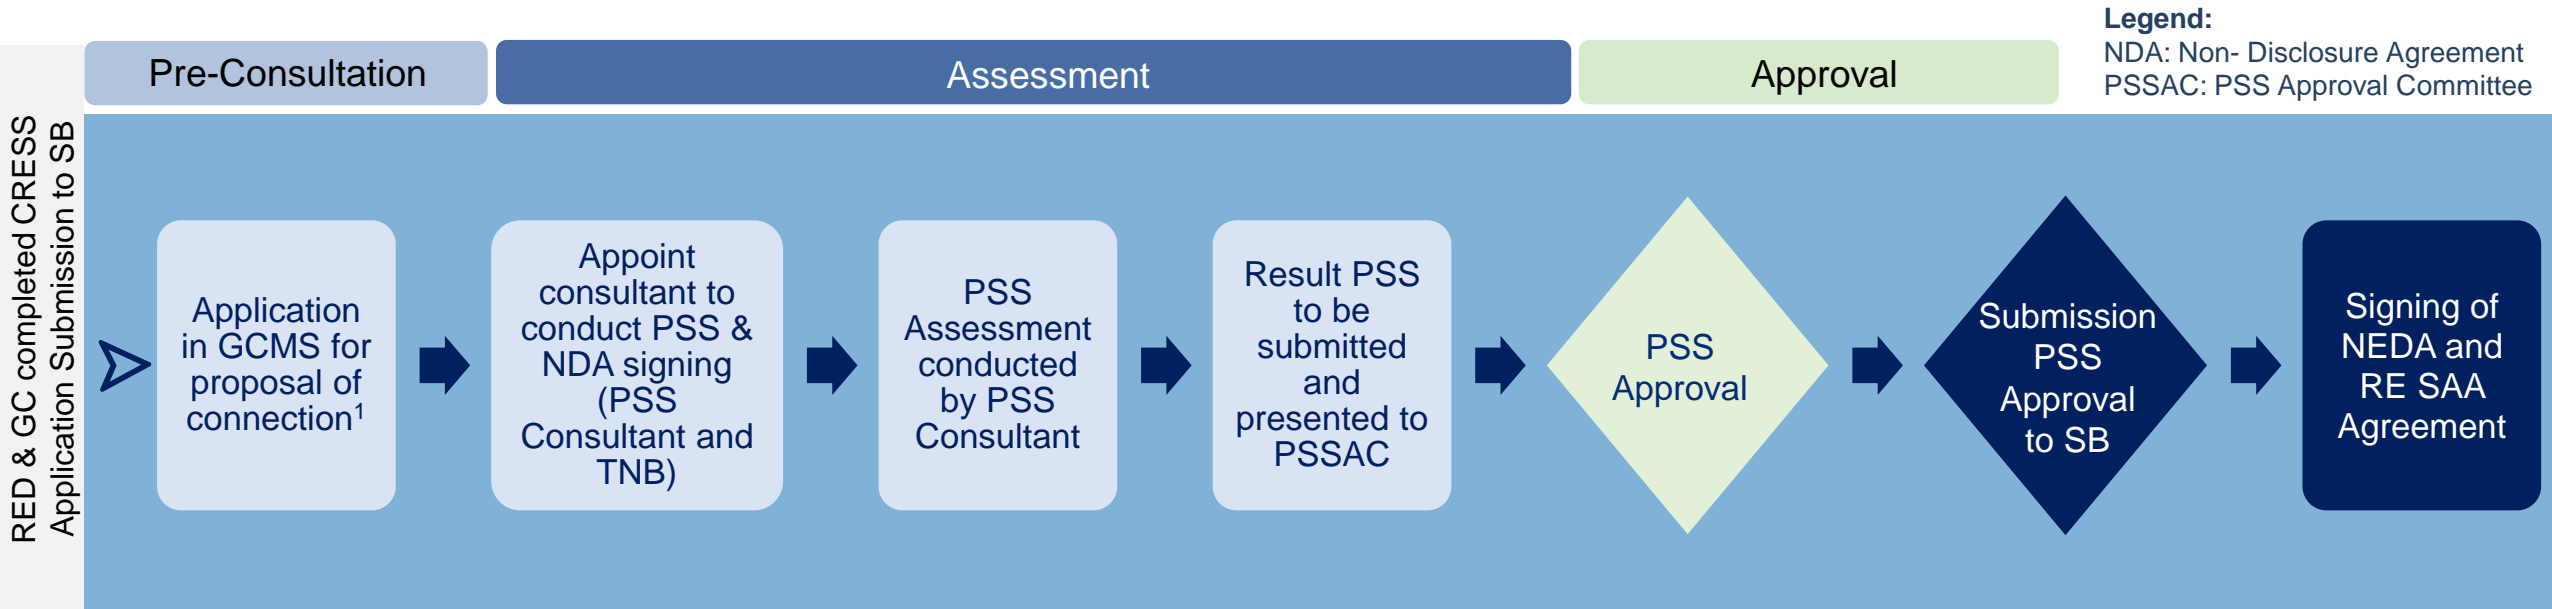 Legend:
NDA: Non- Disclosure Agreement
PSSAC: PSS Approval Committee
Pre-Consultation
Assessment
Approval
RED & GC completed CRESS
Application Submission to SB
Application
in GCMS for
proposal of
connection¹
Appoint
consultant to
conduct PSS &
NDA signing
(PSS
Consultant and
TNB)
PSS
Assessment
conducted
by PSS
Consultant
Result PSS
to be
submitted
and
presented to
PSSAC
PSS
Approval
Submission
PSS
Approval
to SB
Signing of
NEDA and
RE SAA
Agreement